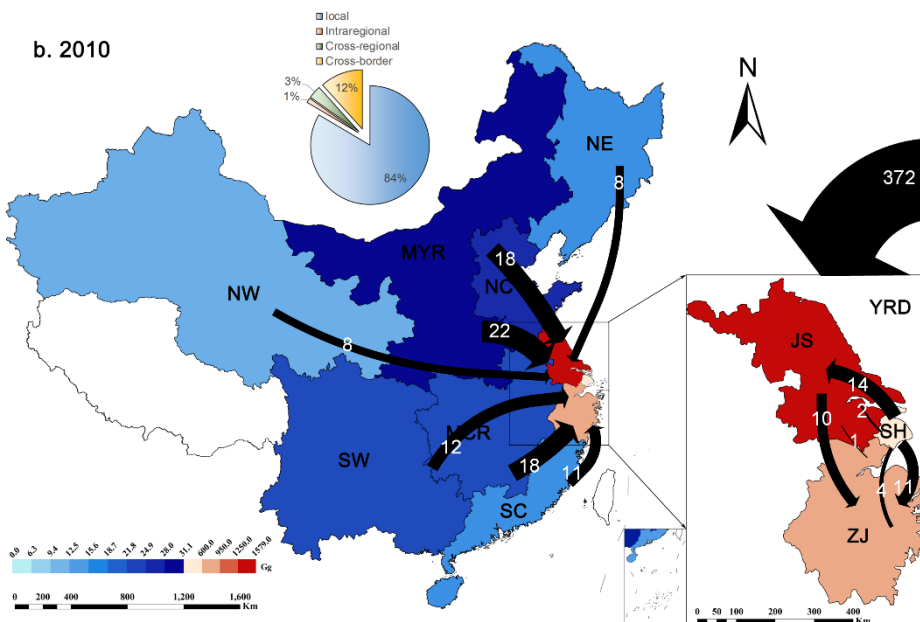 b. 2010
local
Intraregional
Cross-regional
Cross-border
3%
1%
12%
84%
N
372
NE
8
MYR
18
NC
NW
22
8
MCR
12
SW
18
11
SC
YRD
JS
14
10
2
SH
1
4
11
ZJ
0.0
6.3
9.4
12.5
15.6
18.7
21.8
24.9
28.0
31.1
600.0
950.0
1250.0
1579.0
Gg
0 200 400 800 1,200 1,600
Km
0 50 100 200 300 400
Km